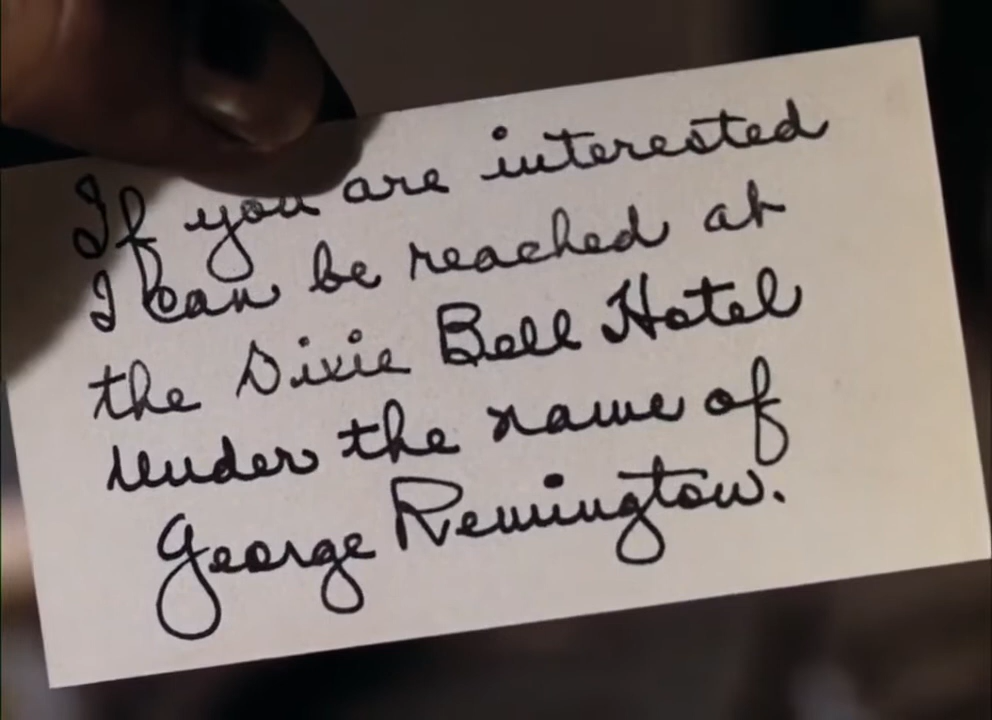 If you are interested
I can be reached at
the Dixie Bell Hotel
under the name of
George Remington.